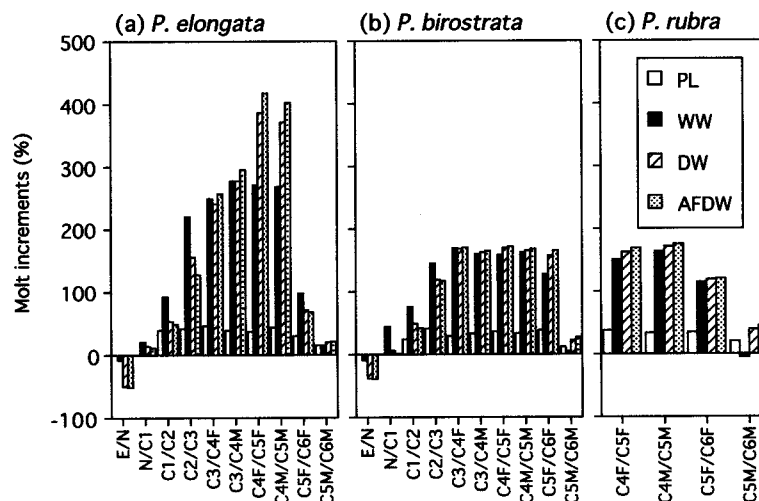 (a) P. elongata
(b) P. birostrata
(c) P. rubra
Molt increments (%)
500
400
300
200
100
0
-100
PL
WW
DW
AFDW
E/N
N/C1
C1/C2
C2/C3
C3/C4F
C3/C4M
C4F/C5F
C4M/C5M
C5F/C6F
C5M/C6M
E/N
N/C1
C1/C2
C2/C3
C3/C4F
C3/C4M
C4F/C5F
C4M/C5M
C5F/C6F
C5M/C6M
C4F/C5F
C4M/C5M
C5F/C6F
C5M/C6M